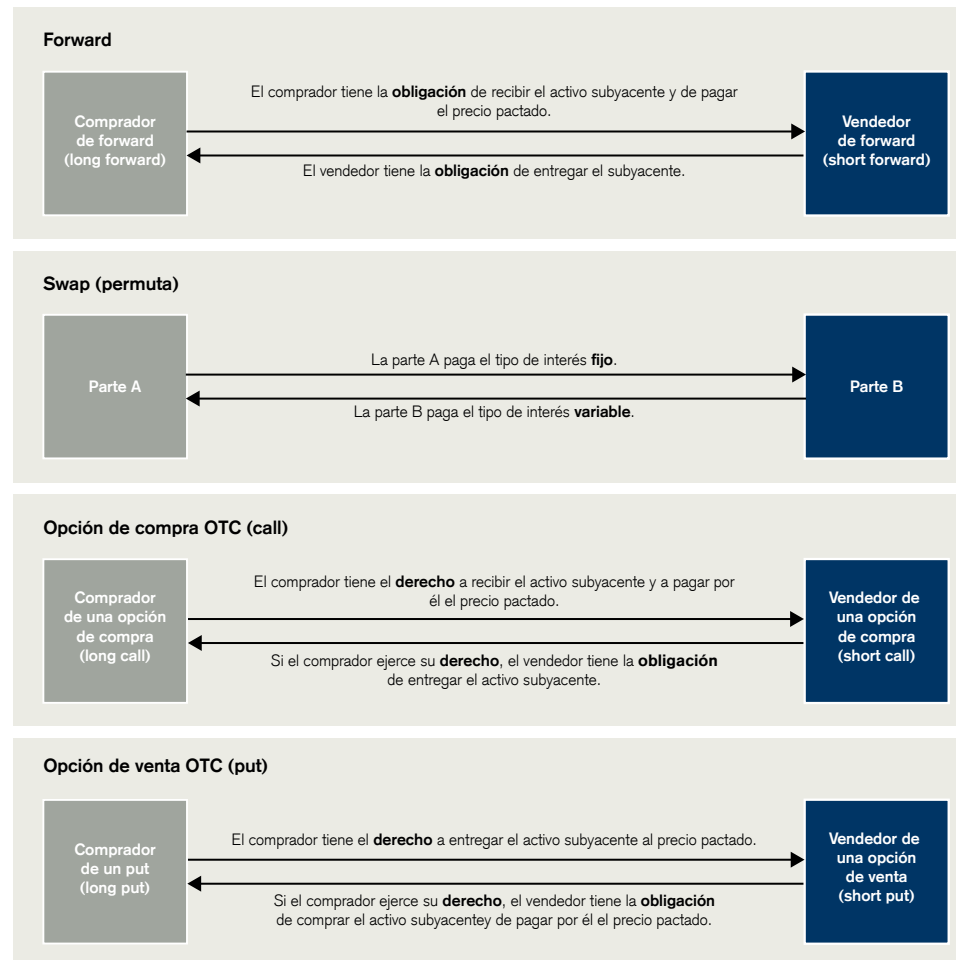 Forward
Comprador
de forward
(long forward)
El comprador tiene la obligación de recibir el activo subyacente y de pagar
el precio pactado.
El vendedor tiene la obligación de entregar el subyacente.
Vendedor
de forward
(short forward)
Swap (permuta)
Parte A
La parte A paga el tipo de interés fijo.
La parte B paga el tipo de interés variable.
Parte B
Opción de compra OTC (call)
Comprador
de una opción
de compra
(long call)
El comprador tiene el derecho a recibir el activo subyacente y a pagar por
él el precio pactado.
Si el comprador ejerce su derecho, el vendedor tiene la obligación
de entregar el activo subyacente.
Vendedor de
una opción
de compra
(short call)
Opción de venta OTC (put)
Comprador
de un put
(long put)
El comprador tiene el derecho a entregar el activo subyacente al precio pactado.
Si el comprador ejerce su derecho, el vendedor tiene la obligación
de comprar el activo subyacentey de pagar por él el precio pactado.
Vendedor de
una opción
de venta
(short put)